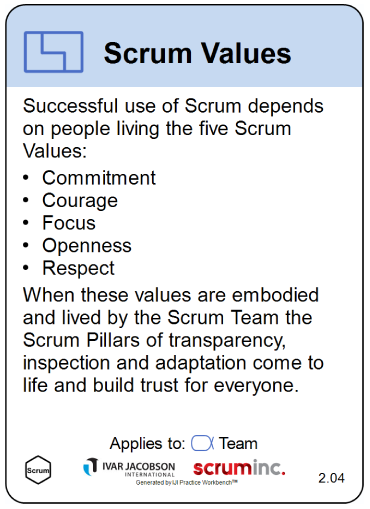 Scrum Values
Successful use of Scrum depends
on people living the five Scrum
Values:
• Commitment
• Courage
• Focus
• Openness
• Respect
When these values are embodied
and lived by the Scrum Team the
Scrum Pillars of transparency,
inspection and adaptation come to
life and build trust for everyone.
Applies to: Team
Scrum
IVAR JACOBSON
INTERNATIONAL
scruminc.
Generated by IJI Practice Workbench™
2.04